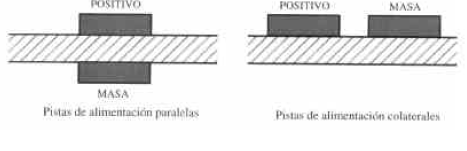 POSITIVO
MASA
Pistas de alimentación paralelas
POSITIVO
MASA
Pistas de alimentación colaterales